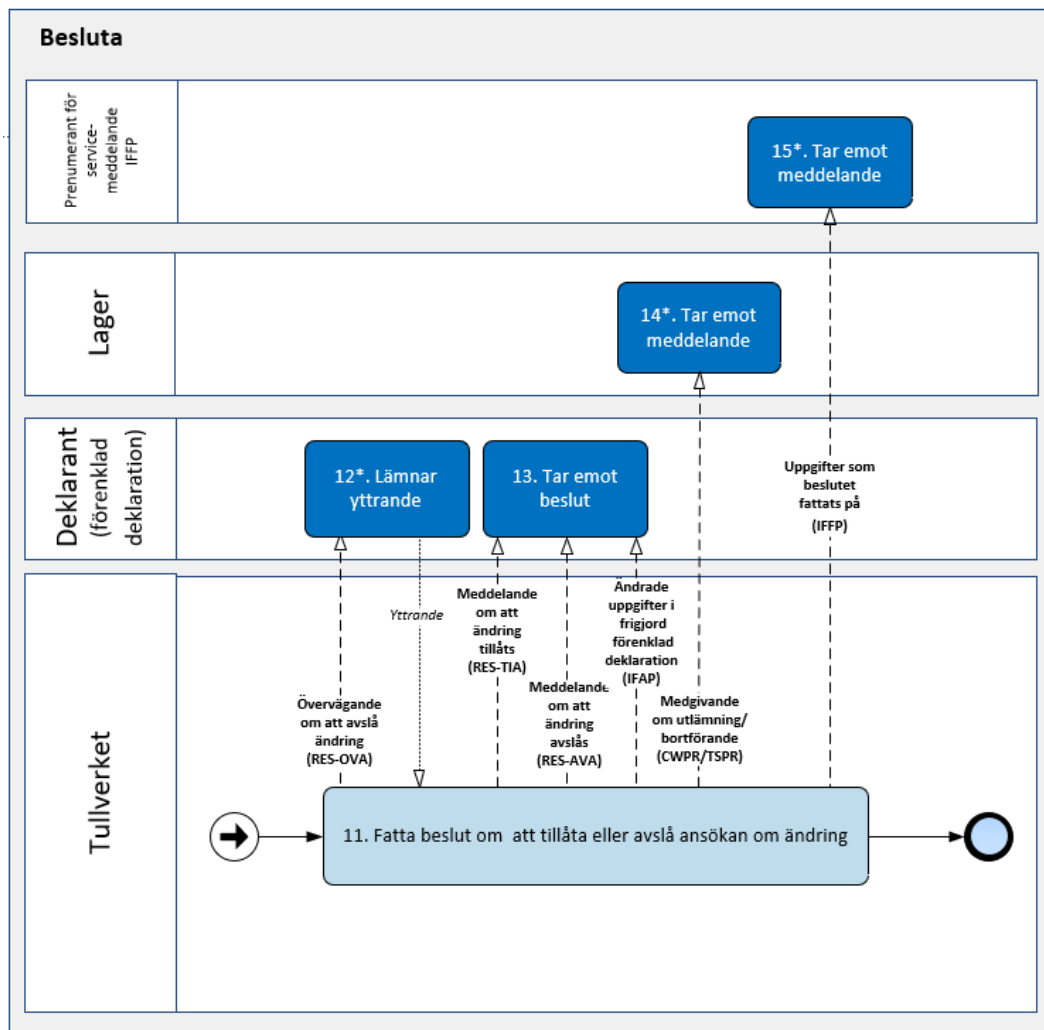 Besluta
Prenumerant för
service-
meddelande
IFFP
15*. Tar emot
meddelande
Lager
14*. Tar emot
meddelande
Deklarant
(förenklad
deklaration)
12*. Lämnar
yttrande
13. Tar emot
beslut
Uppgifter som
beslutet
fattats på
(IFFP)
Tullverket
Övervägande
om att avslå
ändring
(RES-OVA)
Yttrande
Meddelande
om att
ändring
tillåts
(RES-TIA)
Meddelande
om att
ändring
avslås
(RES-AVA)
Ändrade
uppgifter i
frigjord
förenklad
deklaration
(IFAP)
Medgivande
om utlämning/
bortförande
(CWPR/TSPR)
11. Fatta beslut om  att tillåta eller avslå ansökan om ändring